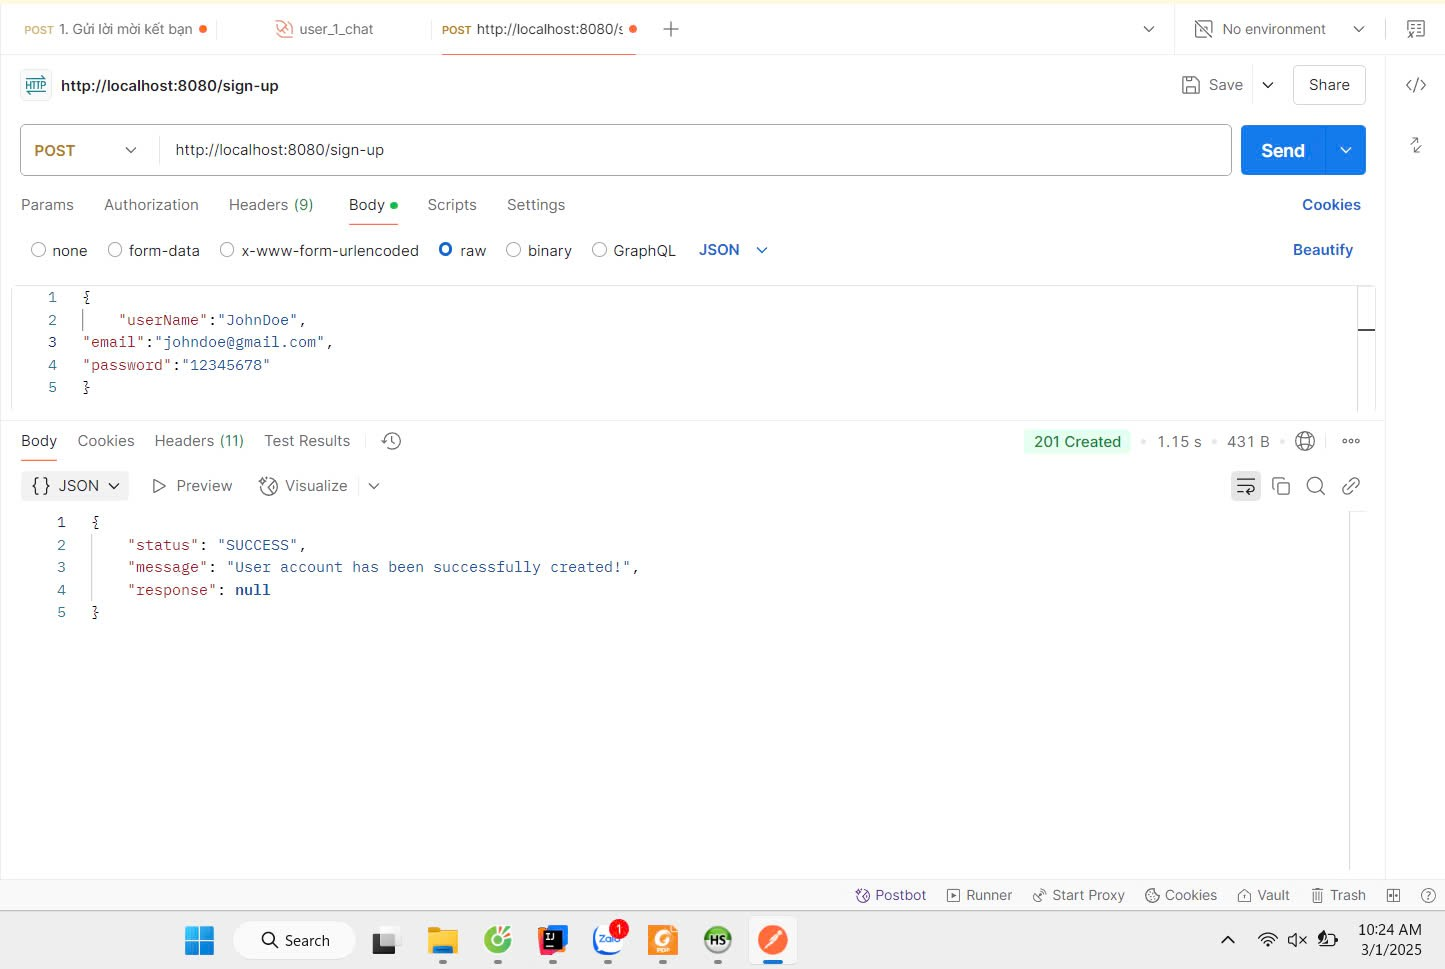 POST 1. Gửi lời mời kết bạn
user_1_chat
POST http://localhost:8080/s
No environment
HTTP http://localhost:8080/sign-up
Save
Share
POST http://localhost:8080/sign-up
Send
Params Authorization Headers (9) Body Scripts Settings Cookies
none form-data x-www-form-urlencoded raw binary GraphQL JSON Beautify
1 {
2 "userName":"JohnDoe",
3 "email":"johndoe@gmail.com",
4 "password":"12345678"
5 }
Body Cookies Headers (11) Test Results 201 Created 1.15 s 431 B
{} JSON Preview Visualize
1 {
2 "status": "SUCCESS",
3 "message": "User account has been successfully created!",
4 "response": null
5 }
Postbot Runner Start Proxy Cookies Vault Trash
Search
IJ
Zalo
1
PDF
HS
10:24 AM
3/1/2025